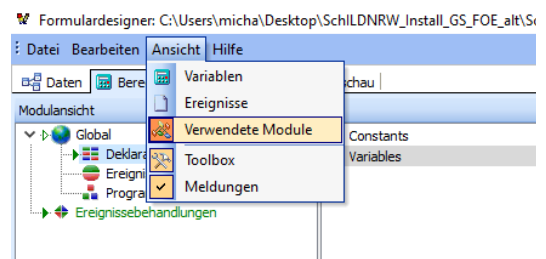 Formulardesigner: C:\Users\micha\Desktop\SchILDNRW_Install_GS_FOE_alt\
Datei Bearbeiten Ansicht Hilfe
Daten
Variablen
Ereignisse
Modulansicht
Verwendete Module
Global
Constants
Toolbox
Variables
Meldungen
Ereignissebehandlungen